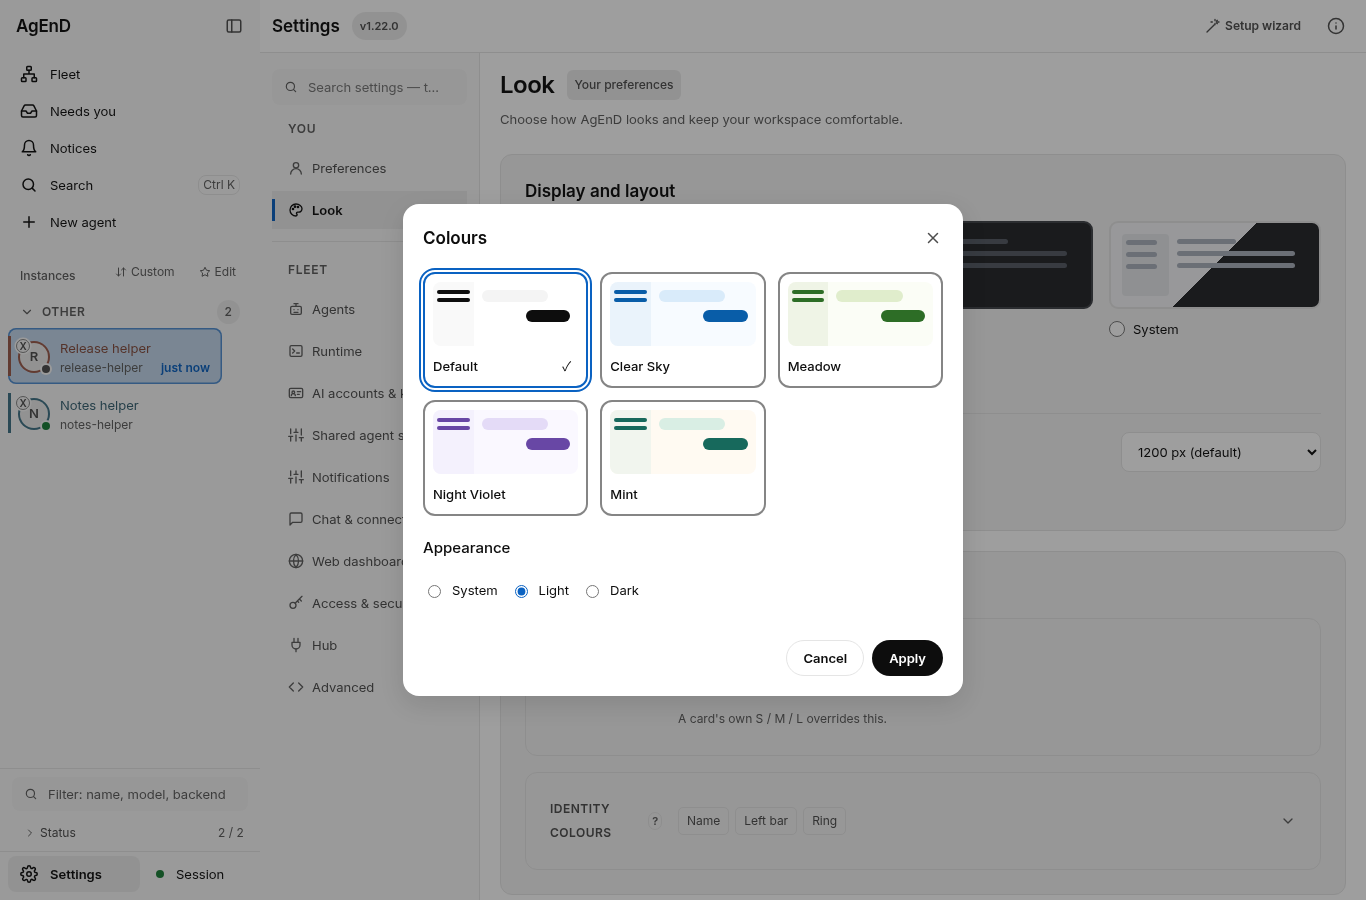 AgEnD
Fleet
Needs you
Notices
Search
Ctrl K
New agent
Instances
Custom
Edit
OTHER
2
X
R
Release helper
release-helper
just now
X
N
Notes helper
notes-helper
Filter: name, model, backend
Status
2 / 2
Settings
Session
Settings
v1.22.0
Setup wizard
Search settings — t...
YOU
Preferences
Look
FLEET
Agents
Runtime
AI accounts &
Shared agent
Notifications
Chat &
Web
Access &
Hub
Advanced
Look
Your preferences
Choose how AgEnD looks and keep your workspace comfortable.
Display and layout
System
1200 px (default)
A card's own S / M / L overrides this.
IDENTITY
COLOURS
?
Name
Left bar
Ring
Colours
Default
✓
Clear Sky
Meadow
Night Violet
Mint
Appearance
System
Light
Dark
Cancel
Apply